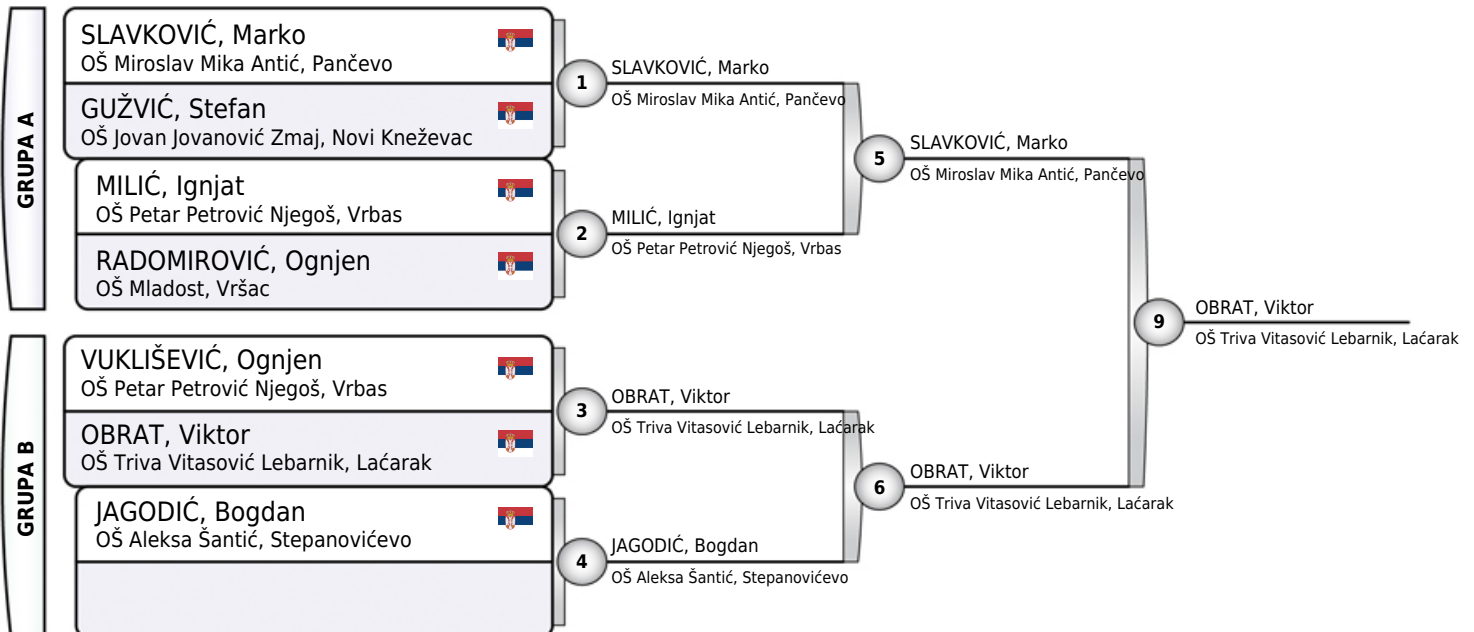 GRUPA A
SLAVKOVIĆ, Marko
OŠ Miroslav Mika Antić, Pančevo
GUŽVIĆ, Stefan
OŠ Jovan Jovanović Zmaj, Novi Kneževac
MILIĆ, Ignjat
OŠ Petar Petrović Njegoš, Vrbas
RADOMIROVIĆ, Ognjen
OŠ Mladost, Vršac
GRUPA B
VUKLIŠEVIĆ, Ognjen
OŠ Petar Petrović Njegoš, Vrbas
OBRAT, Viktor
OŠ Triva Vitasović Lebarnik, Laćarak
JAGODIĆ, Bogdan
OŠ Aleksa Šantić, Stepanovićevo
1
SLAVKOVIĆ, Marko
OŠ Miroslav Mika Antić, Pančevo
2
MILIĆ, Ignjat
OŠ Petar Petrović Njegoš, Vrbas
3
OBRAT, Viktor
OŠ Triva Vitasović Lebarnik, Laćarak
4
JAGODIĆ, Bogdan
OŠ Aleksa Šantić, Stepanovićevo
5
SLAVKOVIĆ, Marko
OŠ Miroslav Mika Antić, Pančevo
6
OBRAT, Viktor
OŠ Triva Vitasović Lebarnik, Laćarak
9
OBRAT, Viktor
OŠ Triva Vitasović Lebarnik, Laćarak